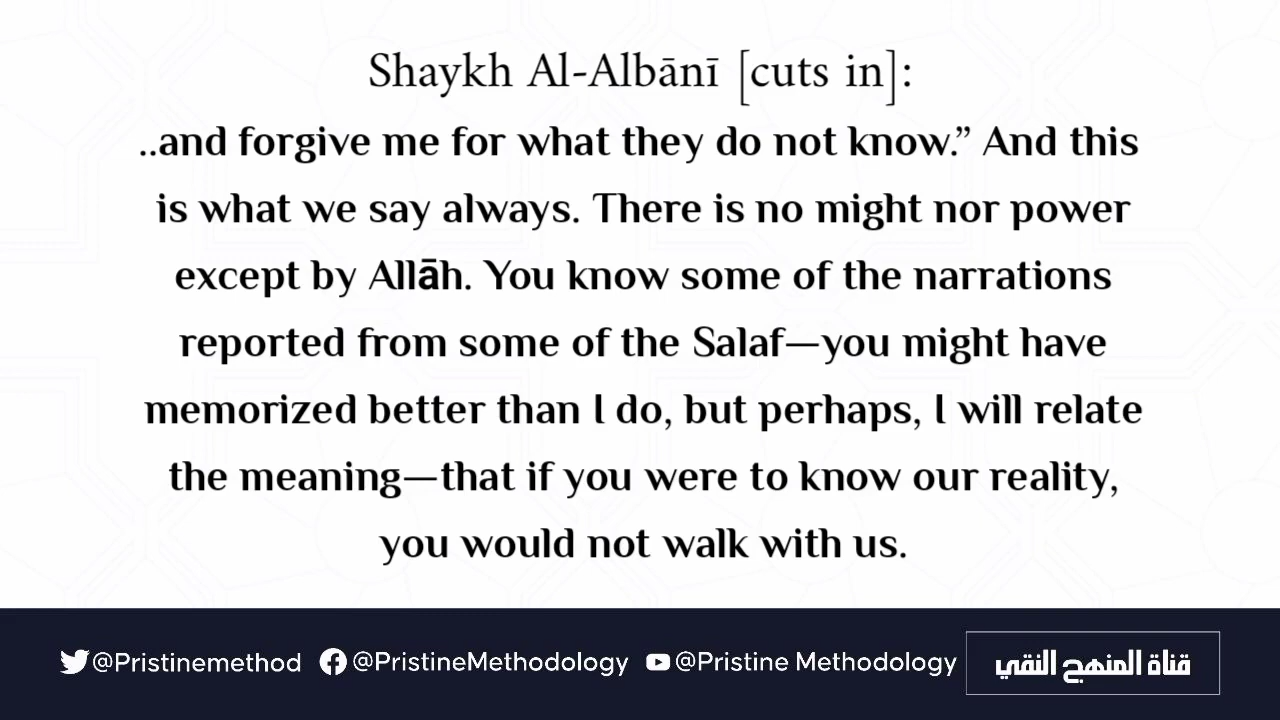 Shaykh Al-Albānī [cuts in]:
..and forgive me for what they do not know.” And this
is what we say always. There is no might nor power
except by Allāh. You know some of the narrations
reported from some of the Salaf—you might have
memorized better than I do, but perhaps, I will relate
the meaning—that if you were to know our reality,
you would not walk with us.
@Pristinemethod @PristineMethodology @Pristine Methodology قناة المنهج النقي